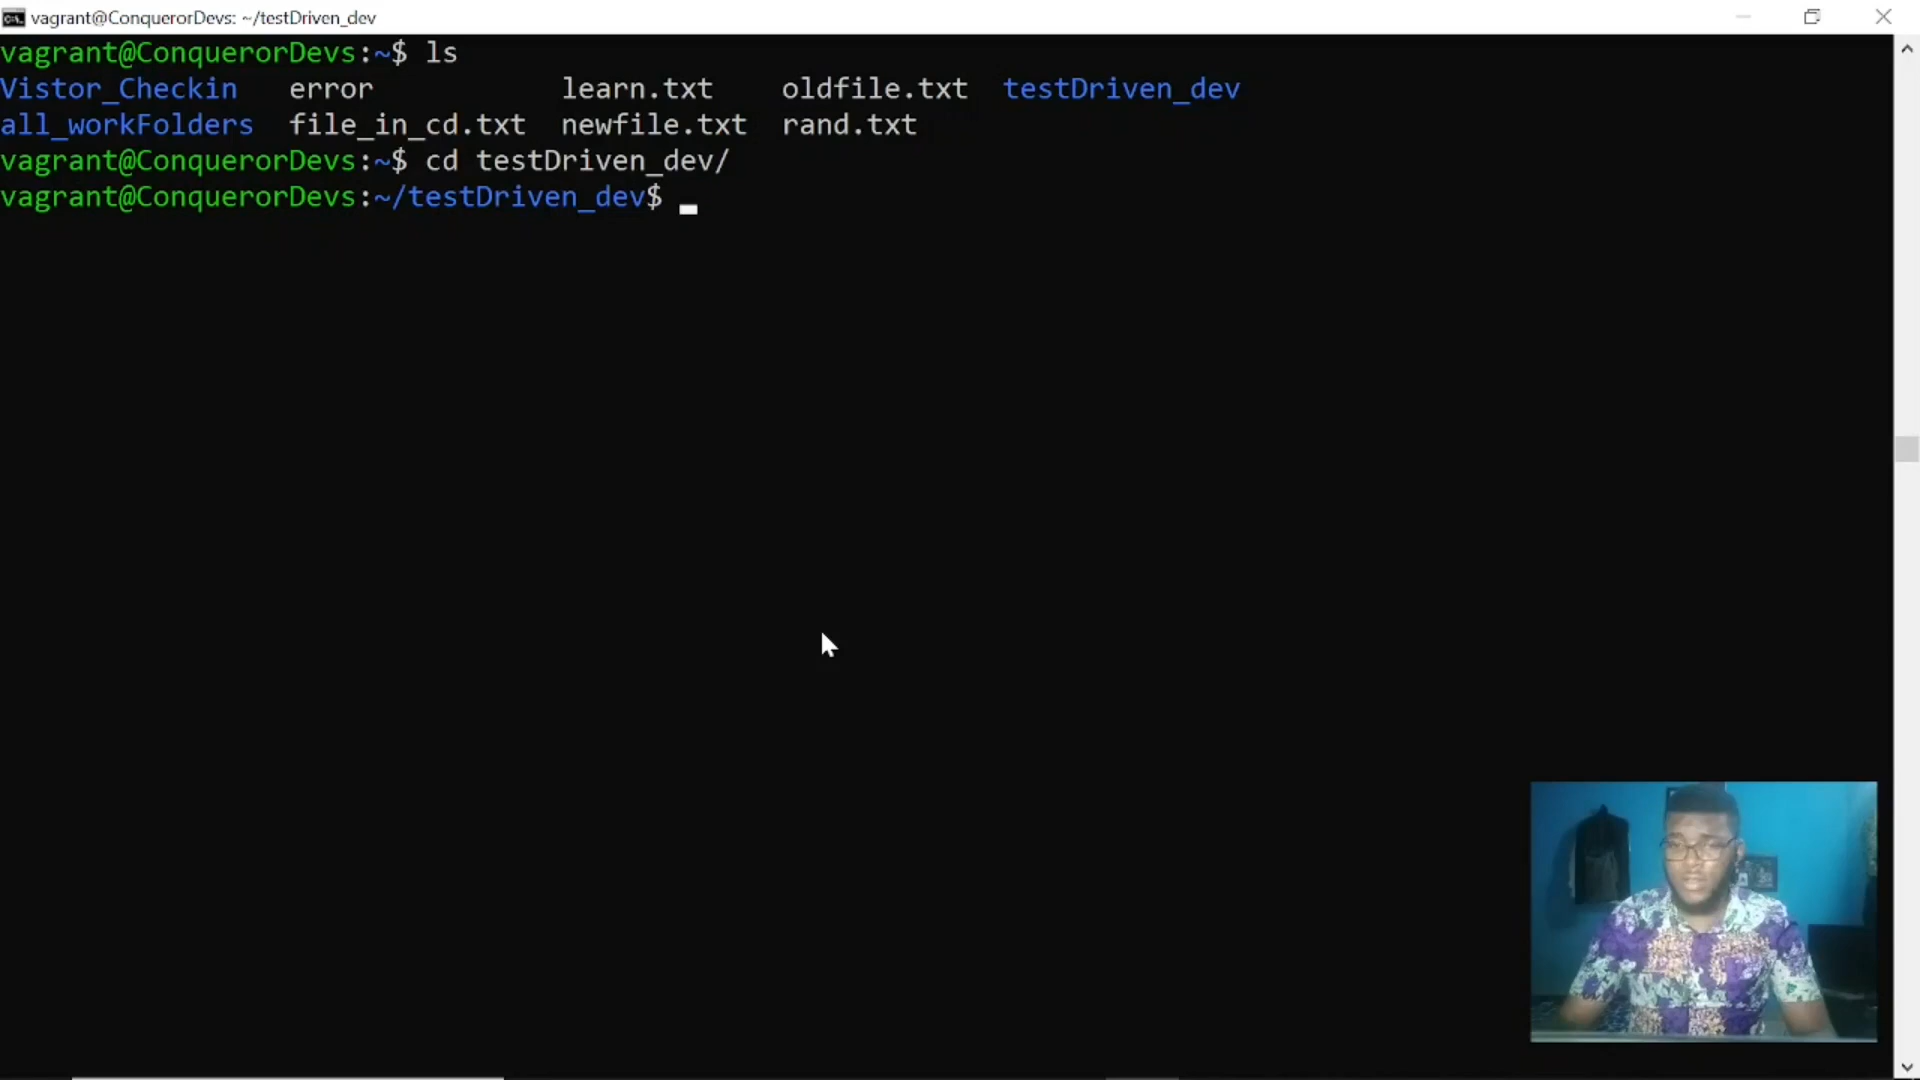 vagrant@ConquerorDevs: ~/testDriven_dev
vagrant@ConquerorDevs:~$ ls
Vistor_Checkin error learn.txt oldfile.txt testDriven_dev
all_workFolders file_in_cd.txt newfile.txt rand.txt
vagrant@ConquerorDevs:~$ cd testDriven_dev/
vagrant@ConquerorDevs:~/testDriven_dev$